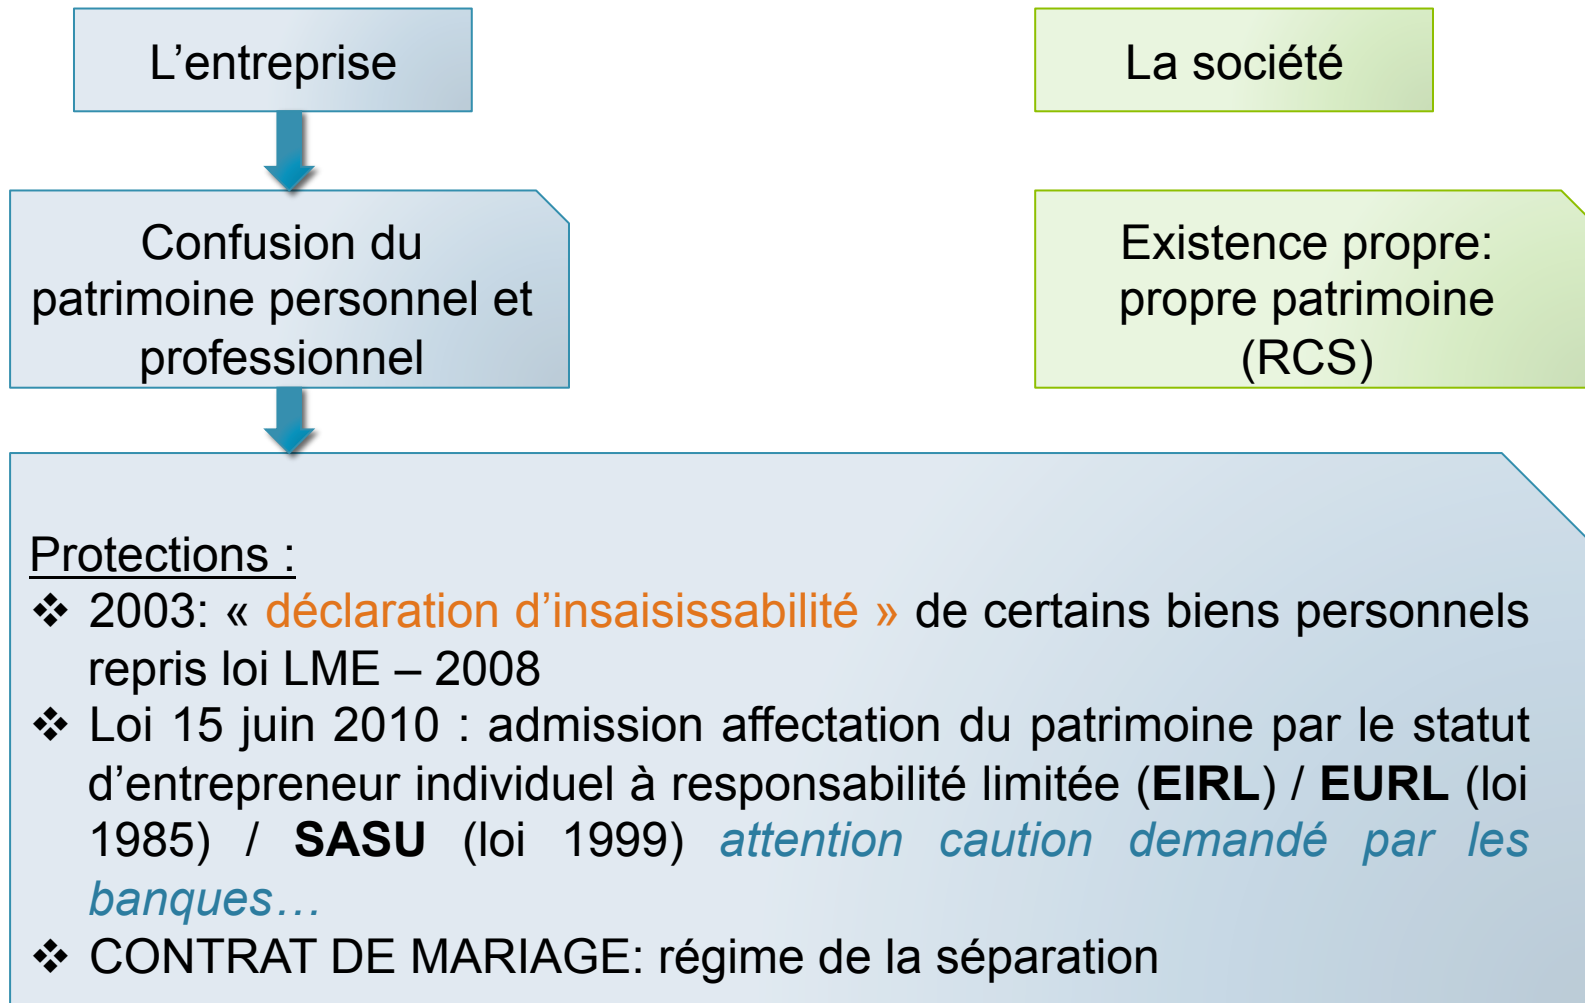 L’entreprise
La société
Confusion du
patrimoine personnel et
professionnel
Existence propre:
propre patrimoine
(RCS)
Protections :
❖ 2003: « déclaration d’insaisissabilité » de certains biens personnels
repris loi LME – 2008
❖ Loi 15 juin 2010 : admission affectation du patrimoine par le statut
d’entrepreneur individuel à responsabilité limitée (EIRL) / EURL (loi
1985) / SASU (loi 1999) attention caution demandé par les
banques…
❖ CONTRAT DE MARIAGE: régime de la séparation